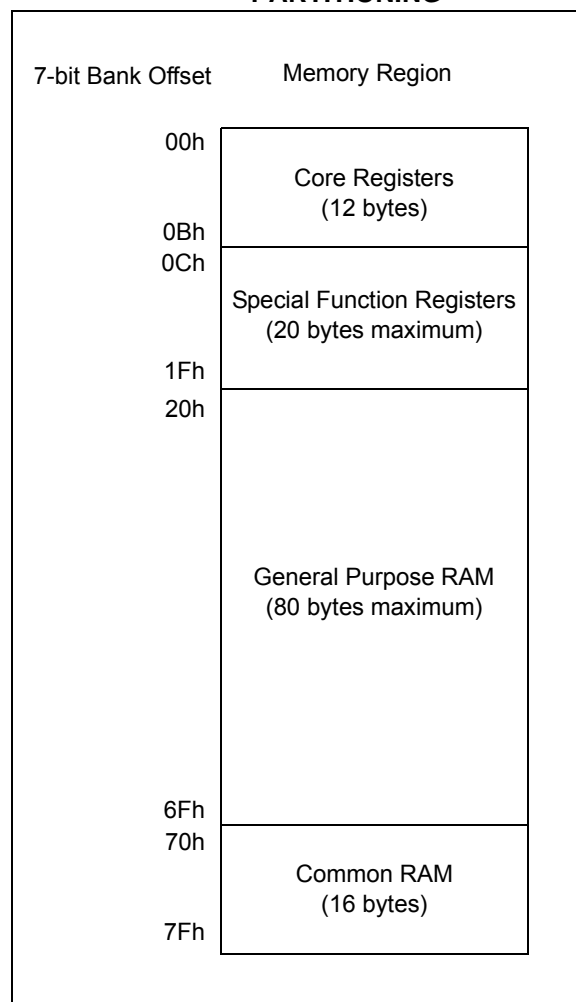 PARTITIONING
7-bit Bank Offset Memory Region
00h
Core Registers
(12 bytes)
0Bh
0Ch
Special Function Registers
(20 bytes maximum)
1Fh
20h
General Purpose RAM
(80 bytes maximum)
6Fh
70h
Common RAM
(16 bytes)
7Fh